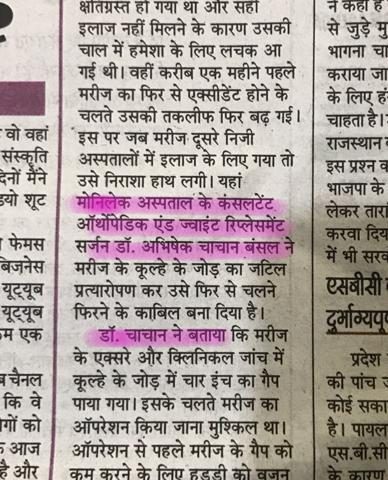 क्षतिग्रस्त हो गया था और सही
इलाज नहीं मिलने के कारण उसकी
चाल में हमेशा के लिए लचक आ
गई थी। वहीं करीब एक महीने पहले
मरीज का फिर से एक्सीडेंट होने के
चलते उसकी तकलीफ फिर बढ़ गई।
इस पर जब मरीज दूसरे निजी
अस्पतालों में इलाज के लिए गया तो
उसे निराशा हाथ लगी। यहां
मोनिलेक अस्पताल के कंसलटेंट
ऑर्थोपेडिक एंड ज्वाइंट रिप्लेसमेंट
सर्जन डॉ. अभिषेक चाचान बंसल ने
मरीज के कूल्हे के जोड़ का जटिल
प्रत्यारोपण कर उसे फिर से चलने
फिरने के काबिल बना दिया है।
डॉ. चाचान ने बताया कि मरीज
के एक्सरे और क्लिनिकल जांच में
कूल्हे के जोड़ में चार इंच का गैप
पाया गया। इसके चलते मरीज का
ऑपरेशन किया जाना मुश्किल था।
ऑपरेशन से पहले मरीज के गैप को
कम करने के लिए हड्डी को वजन
वो वहां
संस्कृति
दिनों मैंने
शूट
फेमस
बिजनेस
यूट्यूब
यूट्यूब
एक
चैनल
कि वे
को
आज
है और
ने कहा है
से जुड़े मु
भागना चा
कराया जा
के लिए
चाहता है।
राजस्थान
इस प्रश्न
भाजपा के
लेकर
करवा दिय
में भी सर
एसबीसी
दुर्भाग्यपू
प्रदेश
की पांच
कोई सका
है। पायल
एस.बी.सी
के कारण